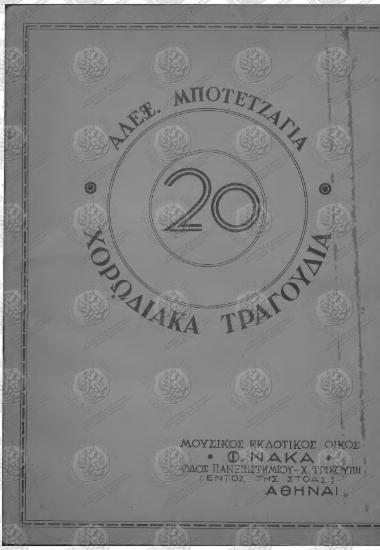 ΑΛΕΞ. ΜΠΟΤΕΤΖΑΓΙΑ
20
ΧΟΡΩΔΙΑΚΑ ΤΡΑΓΟΥΔΙΑ
ΜΟΥΣΙΚΟΣ ΕΚΔΟΤΙΚΟΣ ΟΙΚΟΣ
• Φ. ΝΑΚΑ •
ΟΔΟΣ ΠΑΝΕΠΙΣΤΗΜΙΟΥ - Χ. ΤΡΙΚΟΥΠΗ
(ΕΝΤΟΣ ΤΗΣ ΣΤΟΑΣ)
ΑΘΗΝΑΙ